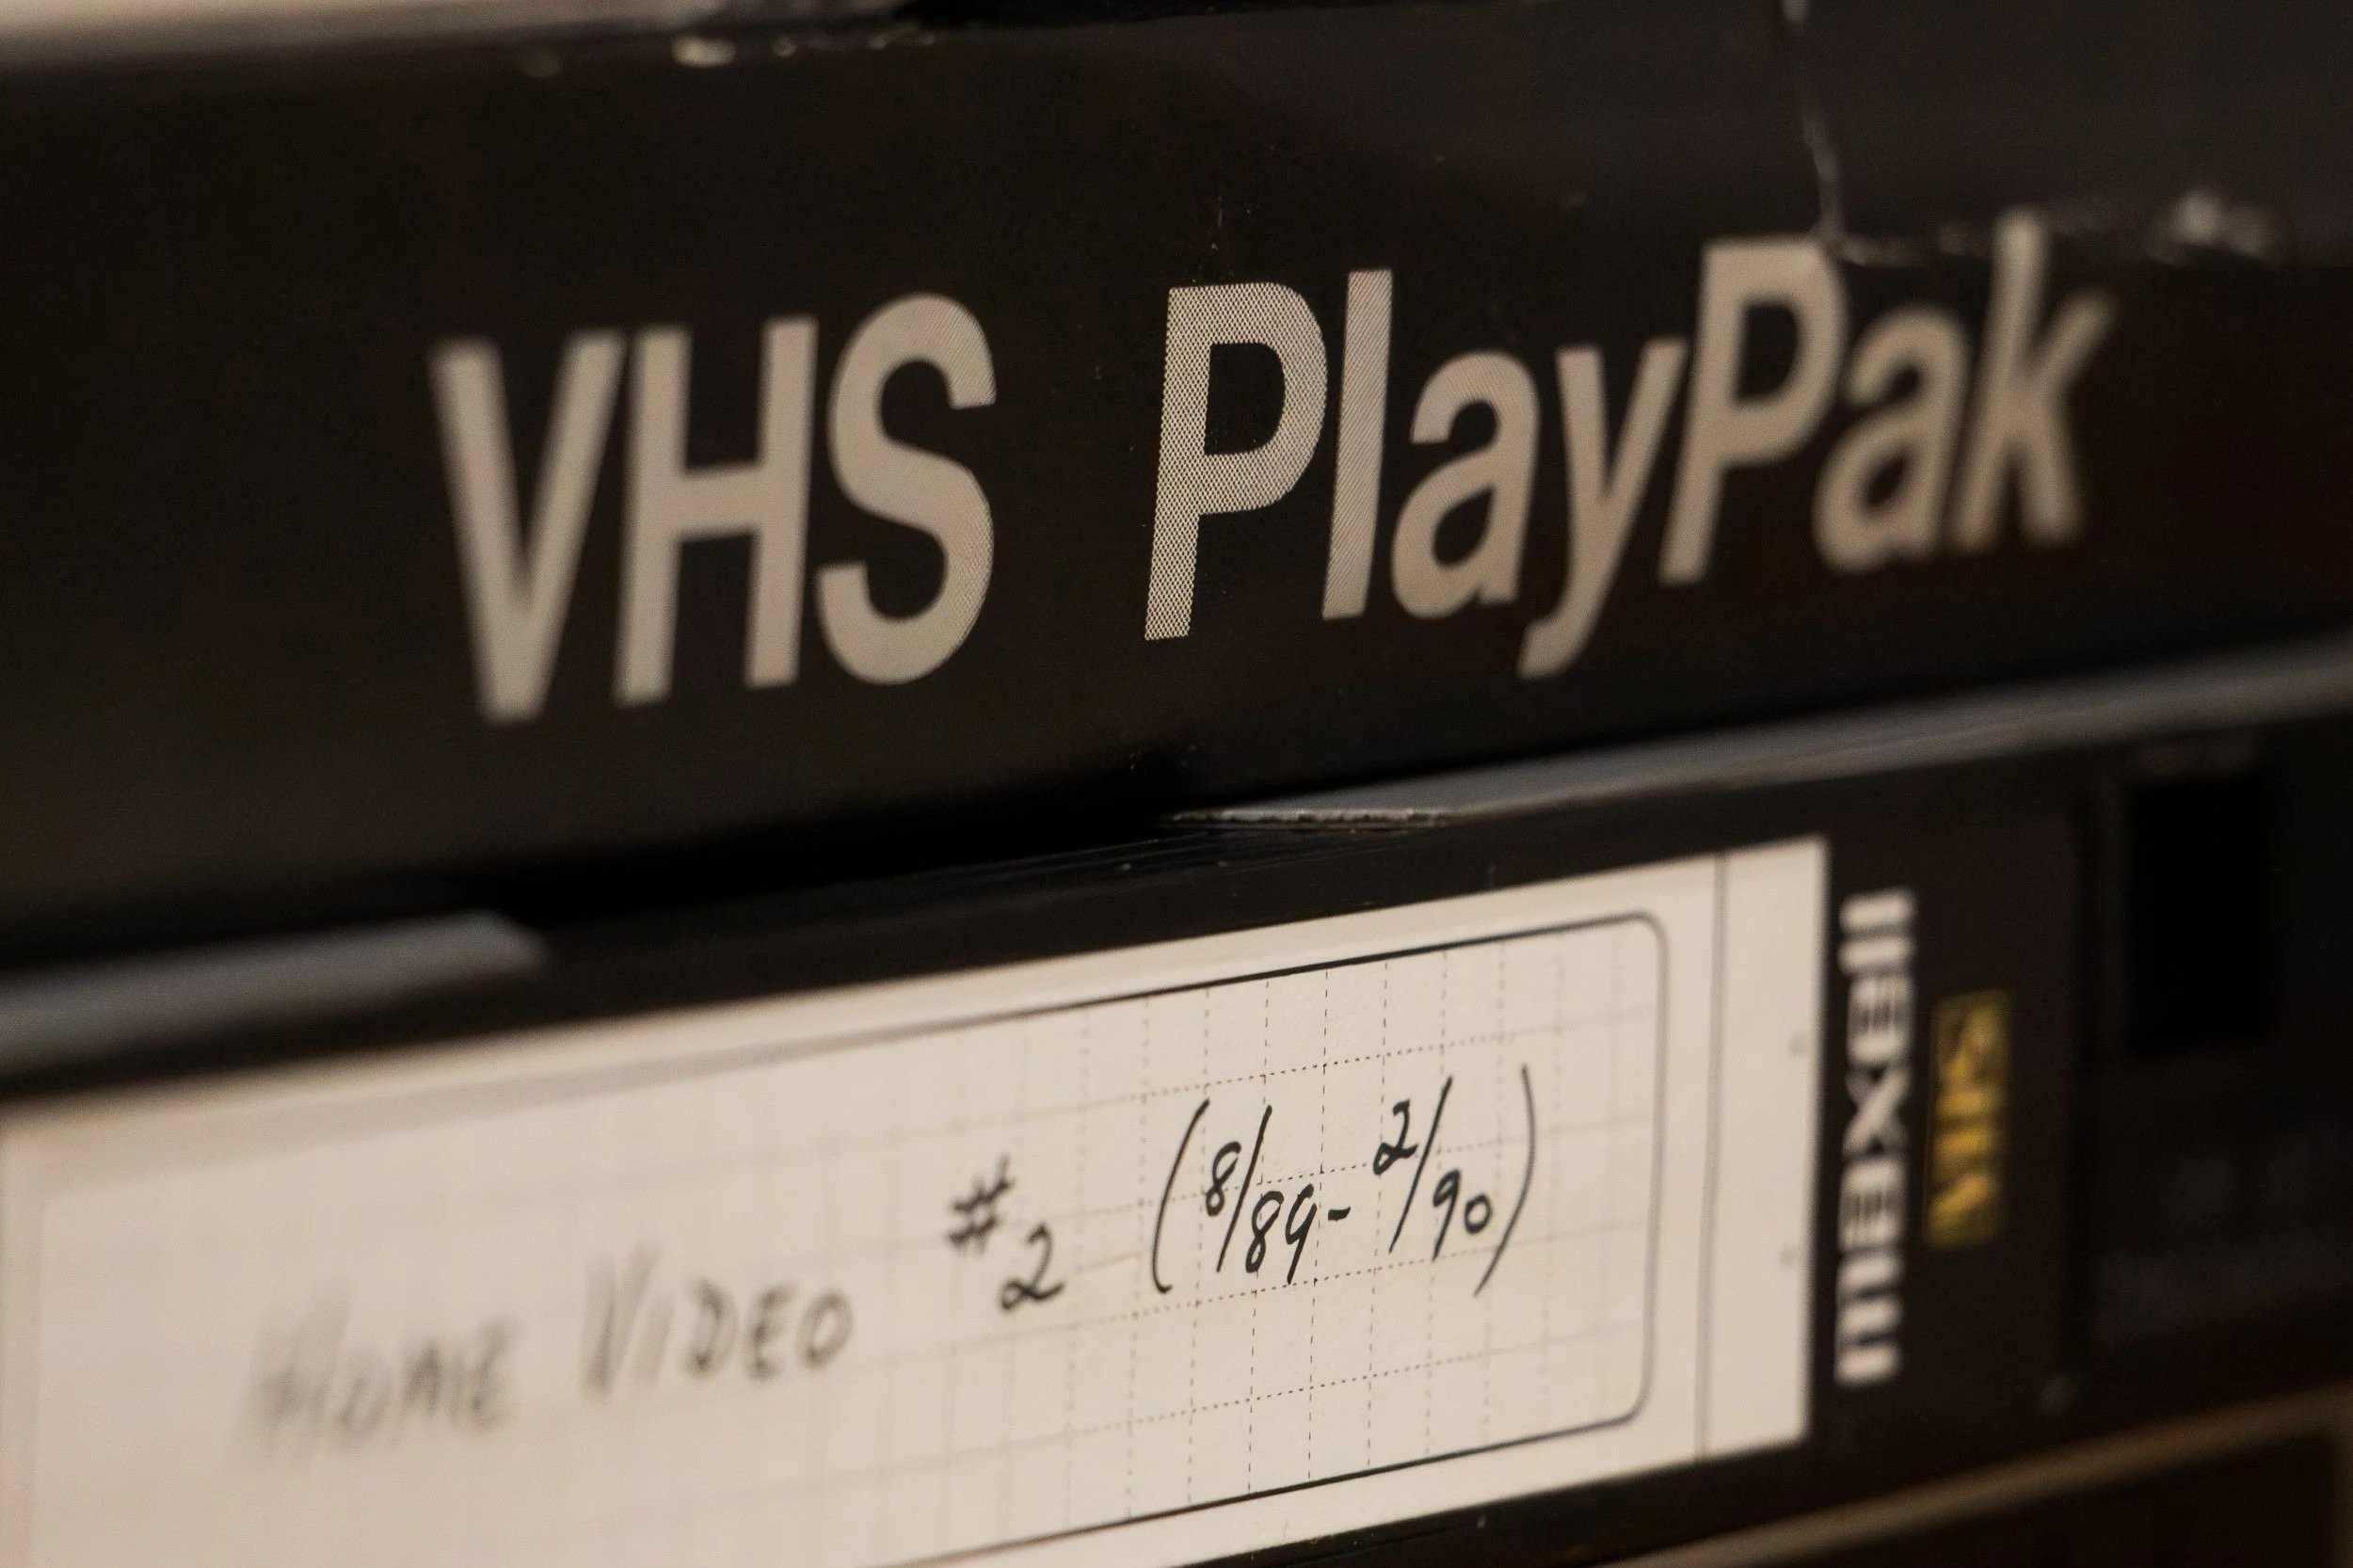 VHS PlayPak
HOME VIDEO #2 (8/89-2/90)
maxell
VHS